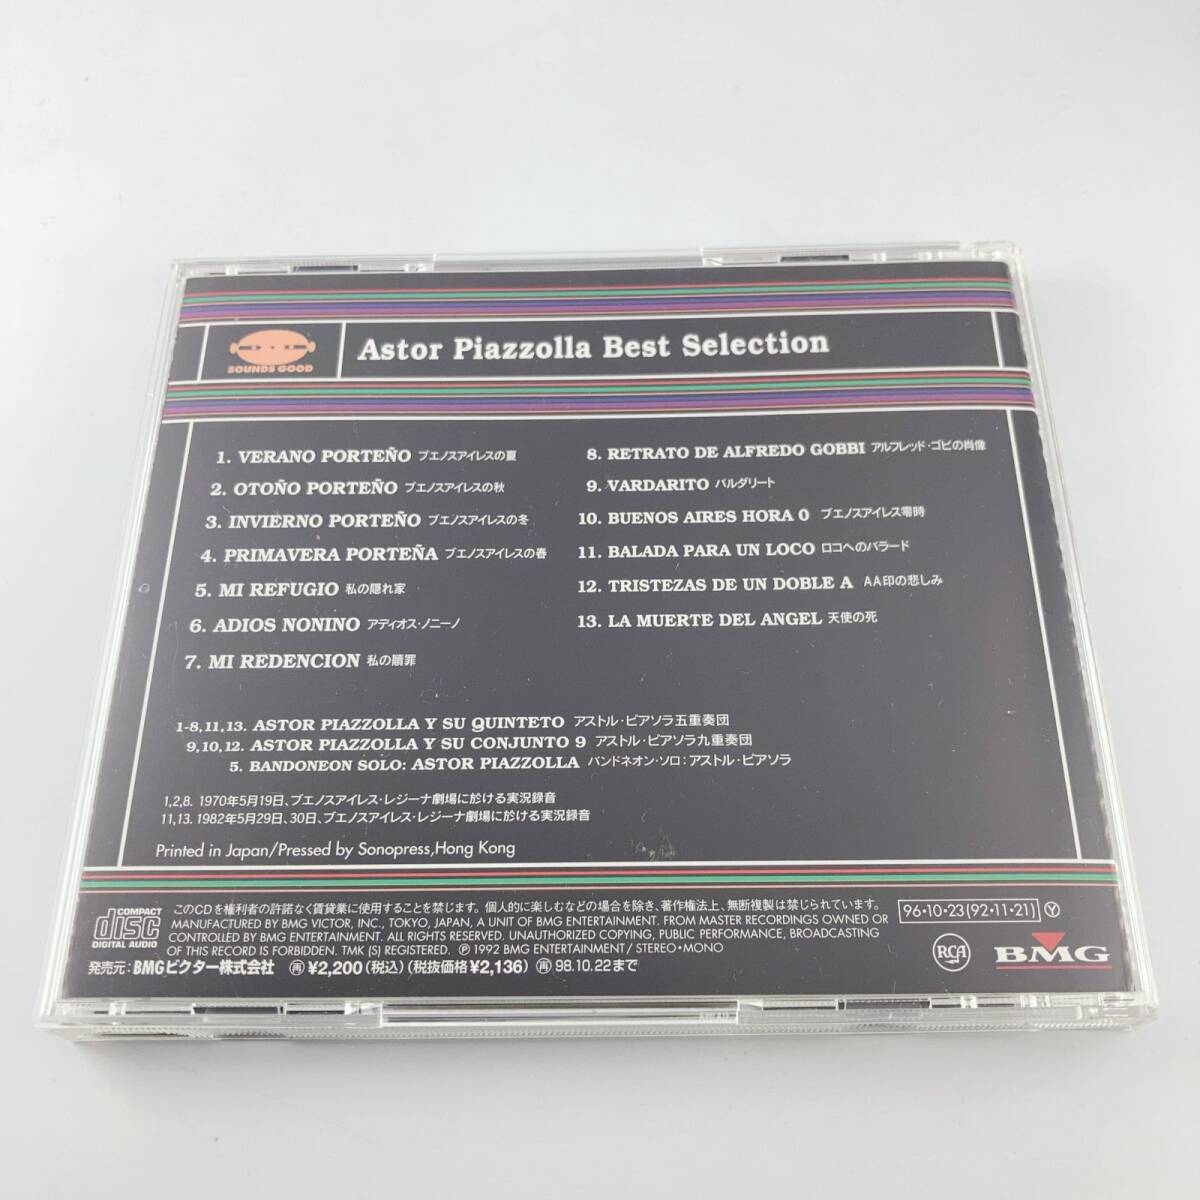 SOUNDS GOOD
Astor Piazzolla Best Selection
1. VERANO PORTEÑO ブエノスアイレスの夏
2. OTOÑO PORTEÑO ブエノスアイレスの秋
3. INVIERNO PORTEÑO ブエノスアイレスの冬
4. PRIMAVERA PORTEÑA ブエノスアイレスの春
5. MI REFUGIO 私の隠れ家
6. ADIOS NONINO アディオス・ノニーノ
7. MI REDENCION 私の贖罪
8. RETRATO DE ALFREDO GOBBI アルフレッド・ゴビの肖像
9. VARDARITO バルダリート
10. BUENOS AIRES HORA 0 ブエノスアイレス零時
11. BALADA PARA UN LOCO ロコへのバラード
12. TRISTEZAS DE UN DOBLE A AA印の悲しみ
13. LA MUERTE DEL ANGEL 天使の死
1-8,11,13. ASTOR PIAZZOLLA Y SU QUINTETO アストル・ピアソラ五重奏団
9,10,12. ASTOR PIAZZOLLA Y SU CONJUNTO 9 アストル・ピアソラ九重奏団
5. BANDONEON SOLO: ASTOR PIAZZOLLA バンドネオン・ソロ:アストル・ピアソラ
1,2,8. 1970年5月19日、ブエノスアイレス・レジーナ劇場に於ける実況録音
11,13. 1982年5月29日、30日、ブエノスアイレス・レジーナ劇場に於ける実況録音
Printed in Japan/Pressed by Sonopress,Hong Kong
COMPACT
disc
DIGITAL AUDIO
このCDを権利者の許諾なく賃貸業に使用することを禁じます。個人的に楽しむなどの場合を除き、著作権法上、無断複製は禁じられています。
MANUFACTURED BY BMG VICTOR, INC., TOKYO, JAPAN, A UNIT OF BMG ENTERTAINMENT. FROM MASTER RECORDINGS OWNED OR
CONTROLLED BY BMG ENTERTAINMENT. ALL RIGHTS RESERVED. UNAUTHORIZED COPYING, PUBLIC PERFORMANCE, BROADCASTING
OF THIS RECORD IS FORBIDDEN. TMK (S) REGISTERED. ℗ 1992 BMG ENTERTAINMENT / STEREO・MONO
発売元:BMGビクター株式会社 ㊥¥2,200(税込)(税抜価格¥2,136) ㊥98.10.22まで
96・10・23(92・11・21) Ⓨ
RCA
BMG